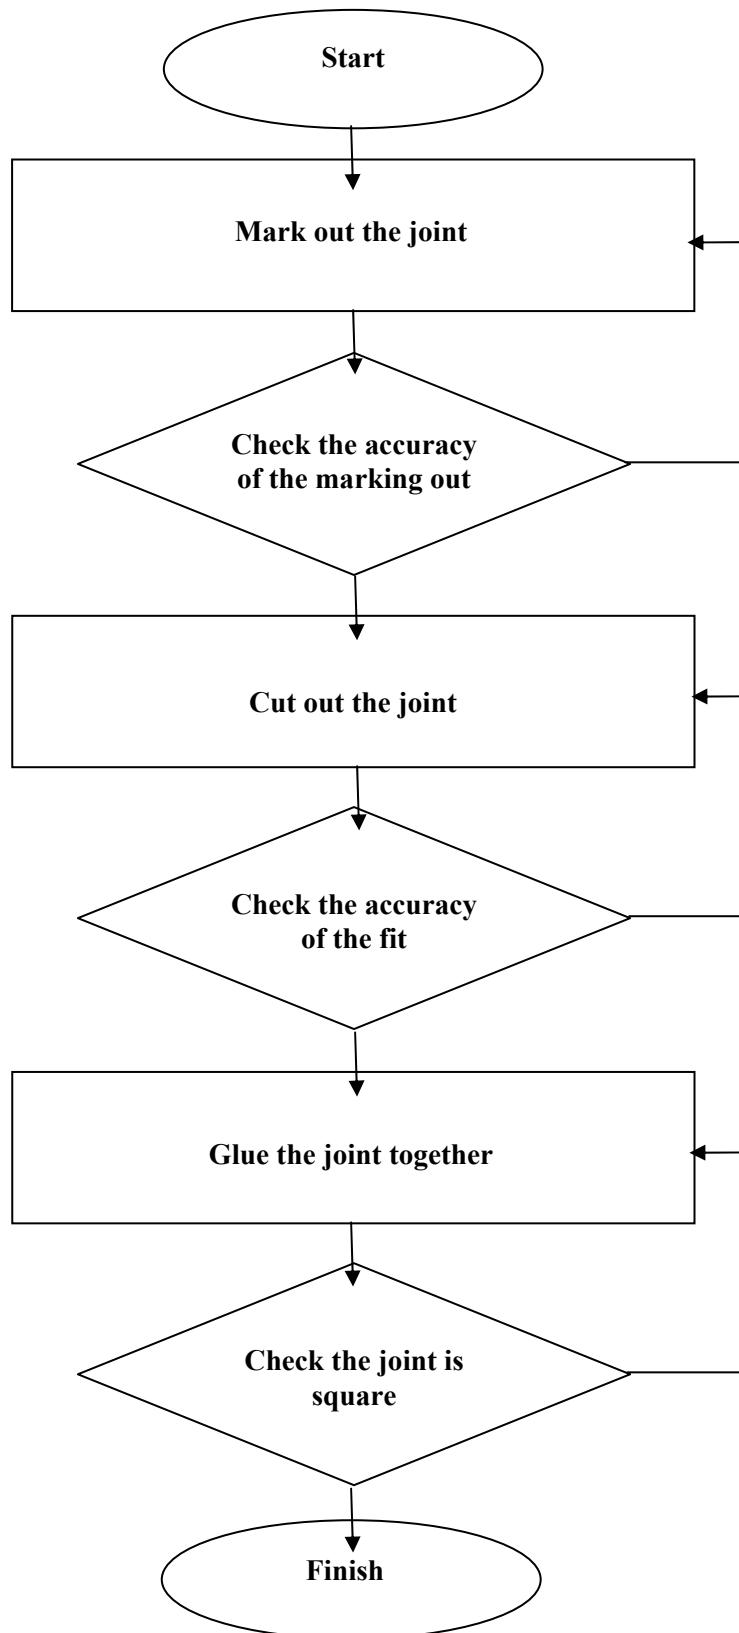 Start
Mark out the joint
Check the accuracy
of the marking out
Cut out the joint
Check the accuracy
of the fit
Glue the joint together
Check the joint is
square
Finish